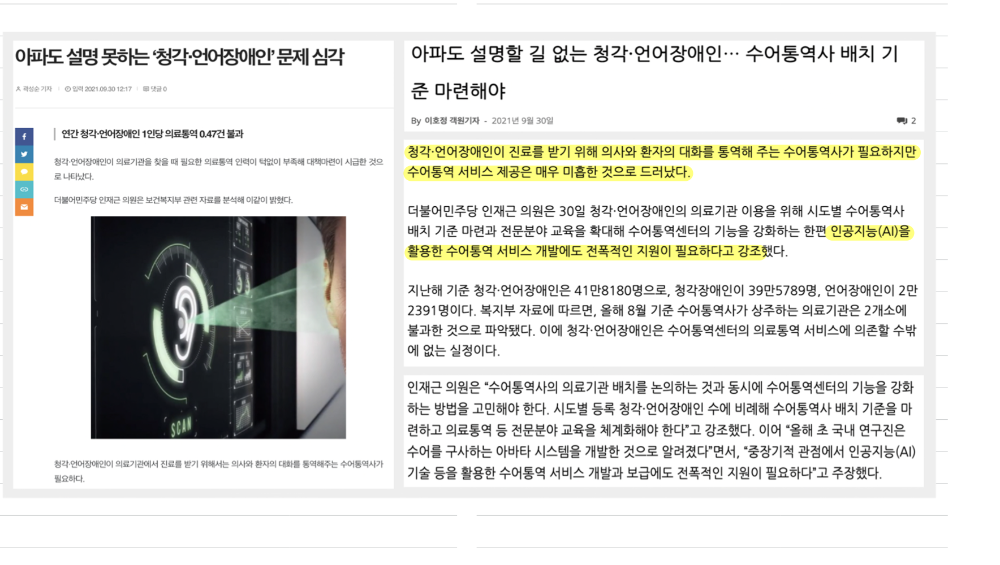 아파도 설명 못하는 ‘청각·언어장애인’ 문제 심각
곽성순 기자 입력 2021.09.30 12:17 댓글 0
연간 청각·언어장애인 1인당 의료통역 0.47건 불과
청각·언어장애인이 의료기관을 찾을 때 필요한 의료통역 인력이 턱없이 부족해 대책마련이 시급한 것으
로 나타났다.
더불어민주당 인재근 의원은 보건복지부 관련 자료를 분석해 이같이 밝혔다.
SCAN
청각·언어장애인이 의료기관에서 진료를 받기 위해서는 의사와 환자의 대화를 통역해주는 수어통역사가
필요하다.
아파도 설명할 길 없는 청각·언어장애인… 수어통역사 배치 기
준 마련해야
By 이호정 객원기자 - 2021년 9월 30일 2
청각·언어장애인이 진료를 받기 위해 의사와 환자의 대화를 통역해 주는 수어통역사가 필요하지만
수어통역 서비스 제공은 매우 미흡한 것으로 드러났다.
더불어민주당 인재근 의원은 30일 청각·언어장애인의 의료기관 이용을 위해 시도별 수어통역사
배치 기준 마련과 전문분야 교육을 확대해 수어통역센터의 기능을 강화하는 한편 인공지능(AI)을
활용한 수어통역 서비스 개발에도 전폭적인 지원이 필요하다고 강조했다.
지난해 기준 청각·언어장애인은 41만8180명으로, 청각장애인이 39만5789명, 언어장애인이 2만
2391명이다. 복지부 자료에 따르면, 올해 8월 기준 수어통역사가 상주하는 의료기관은 2개소에
불과한 것으로 파악됐다. 이에 청각·언어장애인은 수어통역센터의 의료통역 서비스에 의존할 수밖
에 없는 실정이다.
인재근 의원은 “수어통역사의 의료기관 배치를 논의하는 것과 동시에 수어통역센터의 기능을 강화
하는 방법을 고민해야 한다. 시도별 등록 청각·언어장애인 수에 비례해 수어통역사 배치 기준을 마
련하고 의료통역 등 전문분야 교육을 체계화해야 한다”고 강조했다. 이어 “올해 초 국내 연구진은
수어를 구사하는 아바타 시스템을 개발한 것으로 알려졌다”면서, “중장기적 관점에서 인공지능(AI)
기술 등을 활용한 수어통역 서비스 개발과 보급에도 전폭적인 지원이 필요하다”고 주장했다.